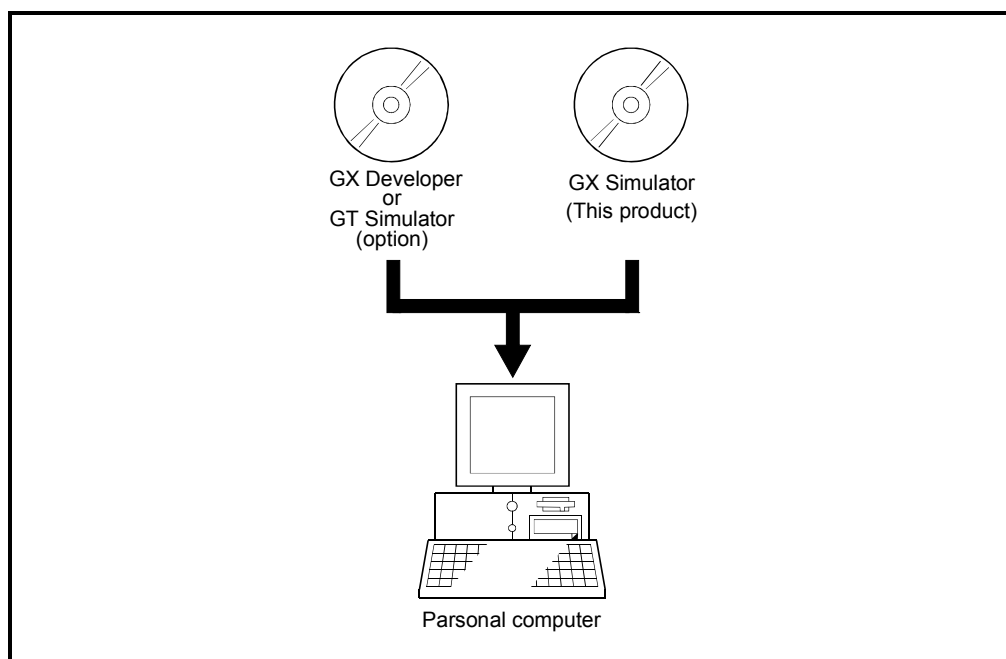 GX Developer
or
GT Simulator
(option)
GX Simulator
(This product)
Parsonal computer